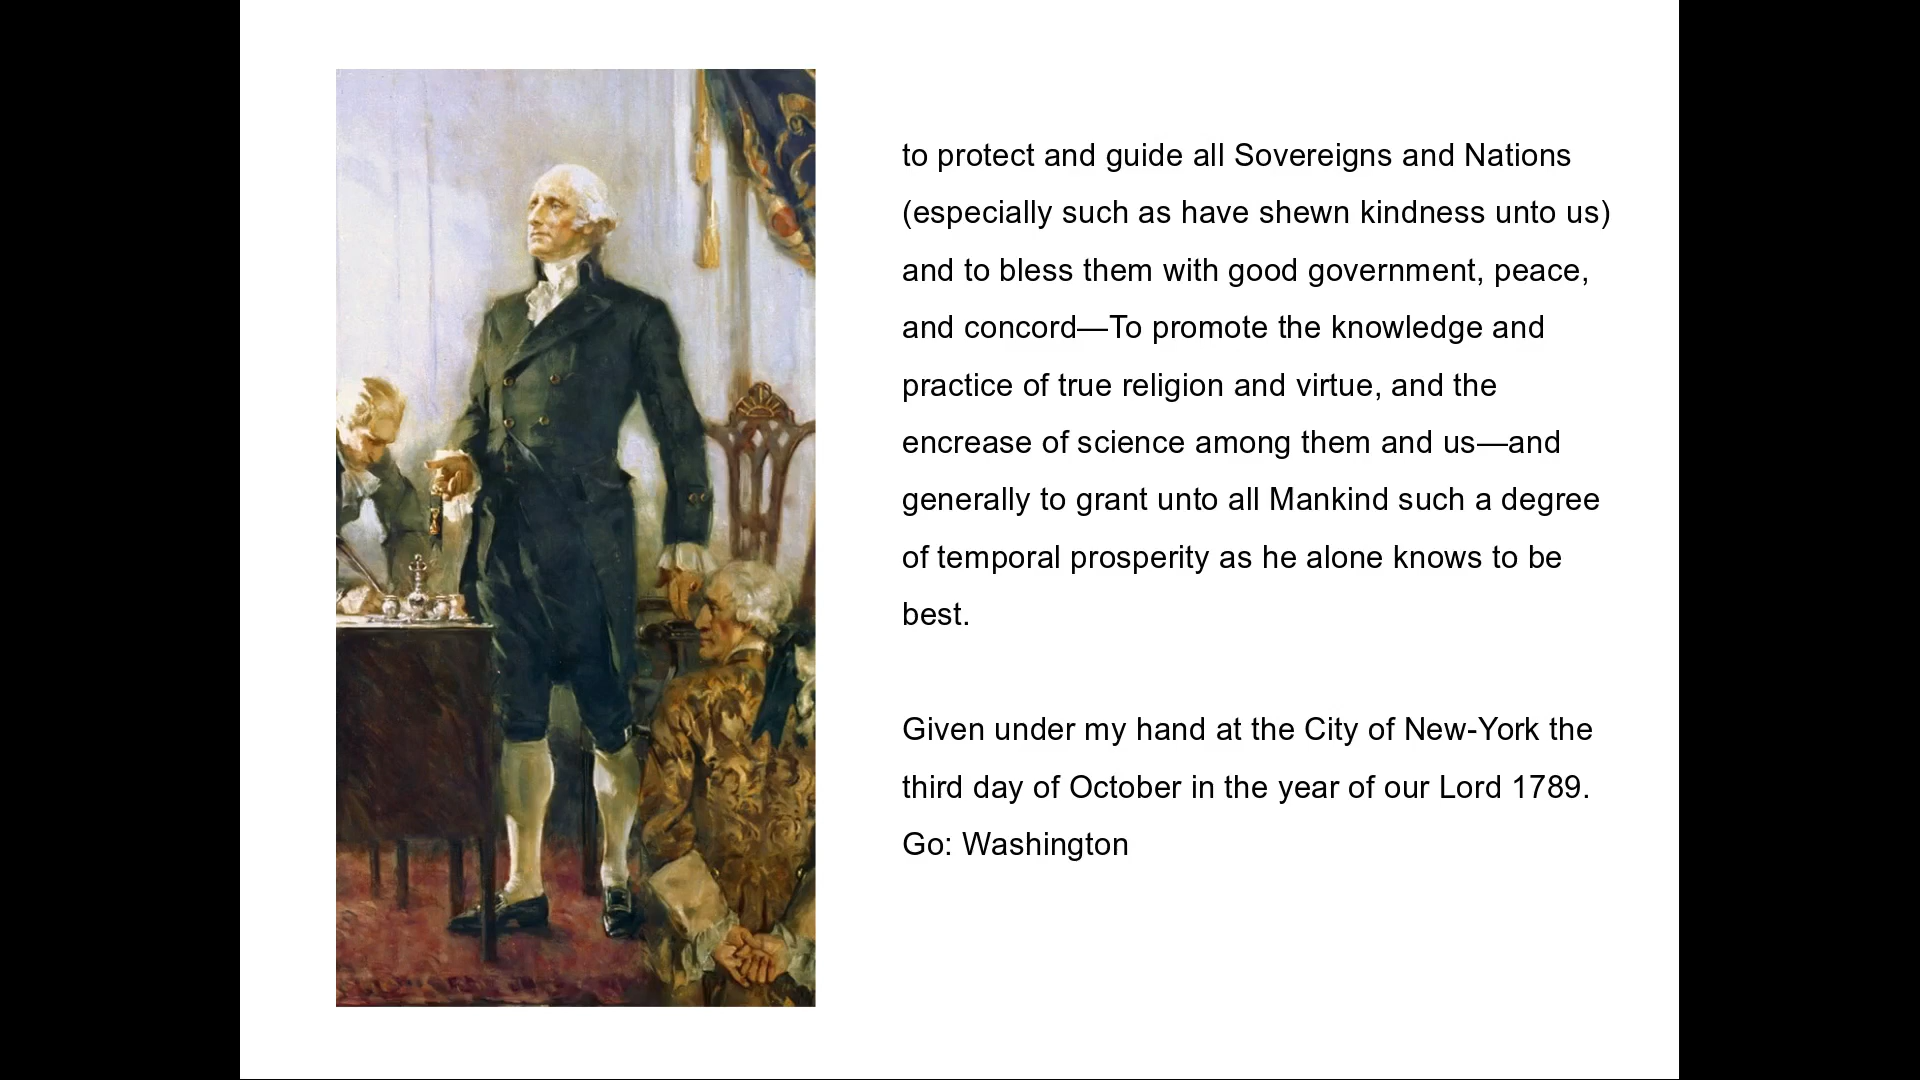 to protect and guide all Sovereigns and Nations
(especially such as have shewn kindness unto us)
and to bless them with good government, peace,
and concord—To promote the knowledge and
practice of true religion and virtue, and the
encrease of science among them and us—and
generally to grant unto all Mankind such a degree
of temporal prosperity as he alone knows to be
best.
Given under my hand at the City of New-York the
third day of October in the year of our Lord 1789.
Go: Washington